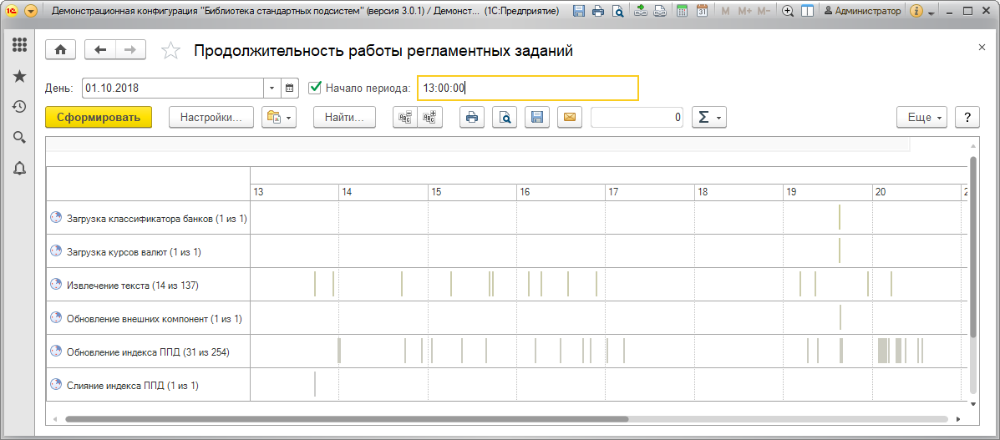 1С Демонстрационная конфигурация "Библиотека стандартных подсистем" (версия 3.0.1) / Демонст... (1С:Предприятие) 31 M M+ M- Администратор i
Продолжительность работы регламентных заданий
День: 01.10.2018 Начало периода: 13:00:00
Сформировать Настройки... Найти... 0 Σ Еще ?
13 14 15 16 17 18 19 20
Загрузка классификатора банков (1 из 1)
Загрузка курсов валют (1 из 1)
Извлечение текста (14 из 137)
Обновление внешних компонент (1 из 1)
Обновление индекса ППД (31 из 254)
Слияние индекса ППД (1 из 1)